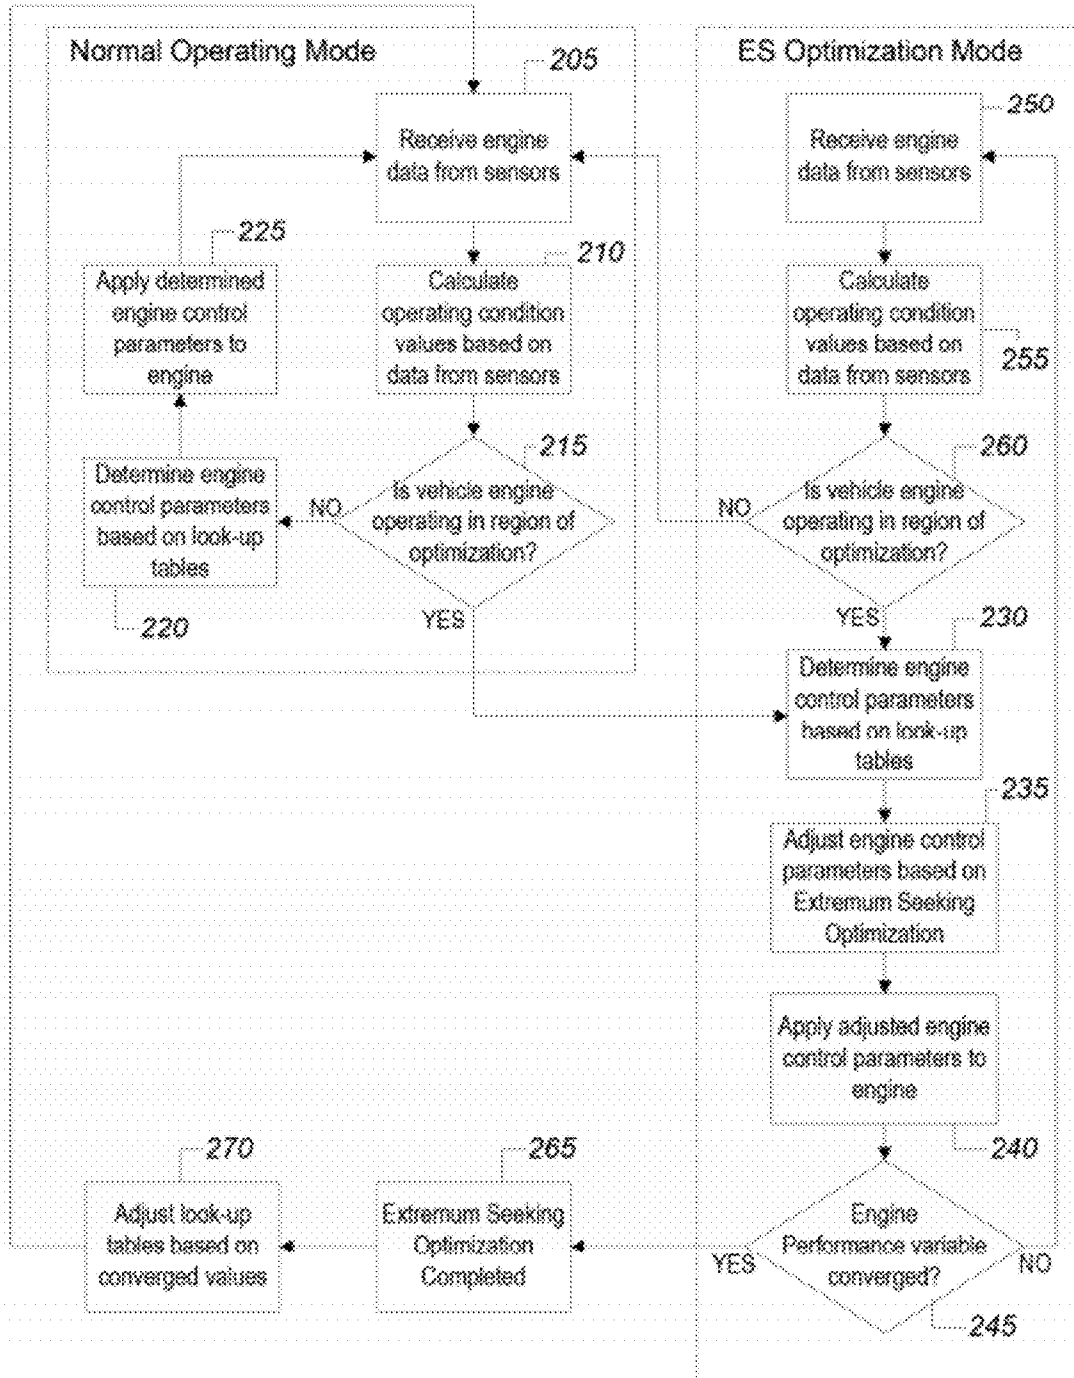 Normal Operating Mode
205
Receive engine
data from sensors
225
Apply determined
engine control
parameters to
engine
210
Calculate
operating condition
values based on
data from sensors
215
Is vehicle engine
operating in region of
optimization?
NO
YES
Determine engine
control parameters
based on look-up
tables
220
ES Optimization Mode
250
Receive engine
data from sensors
Calculate
operating condition
values based on
data from sensors
255
260
Is vehicle engine
operating in region of
optimization?
NO
YES
230
Determine engine
control parameters
based on look-up
tables
235
Adjust engine control
parameters based on
Extremum Seeking
Optimization
Apply adjusted engine
control parameters to
engine
240
Engine
Performance variable
converged?
YES
NO
245
265
Extremum Seeking
Optimization
Completed
270
Adjust look-up
tables based on
converged values